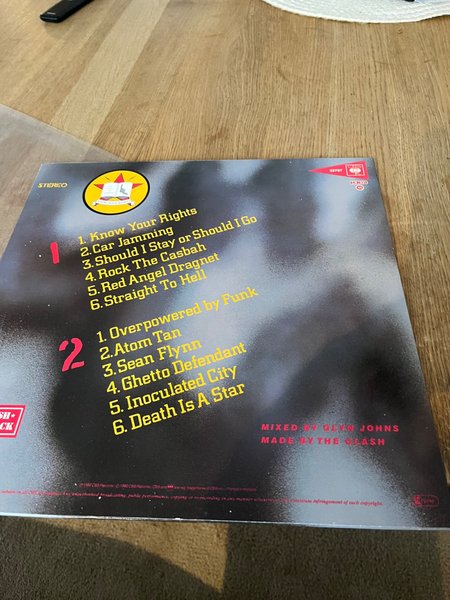 STEREO
CBS
1
1. Know Your Rights
2. Car Jamming
3. Should I Stay or Should I Go
4. Rock The Casbah
5. Red Angel Dragnet
6. Straight To Hell
2
1. Overpowered by Funk
2. Atom Tan
3. Sean Flynn
4. Ghetto Defendant
5. Inoculated City
6. Death Is A Star
MIXED BY GLYN JOHNS
MADE BY THE CLASH